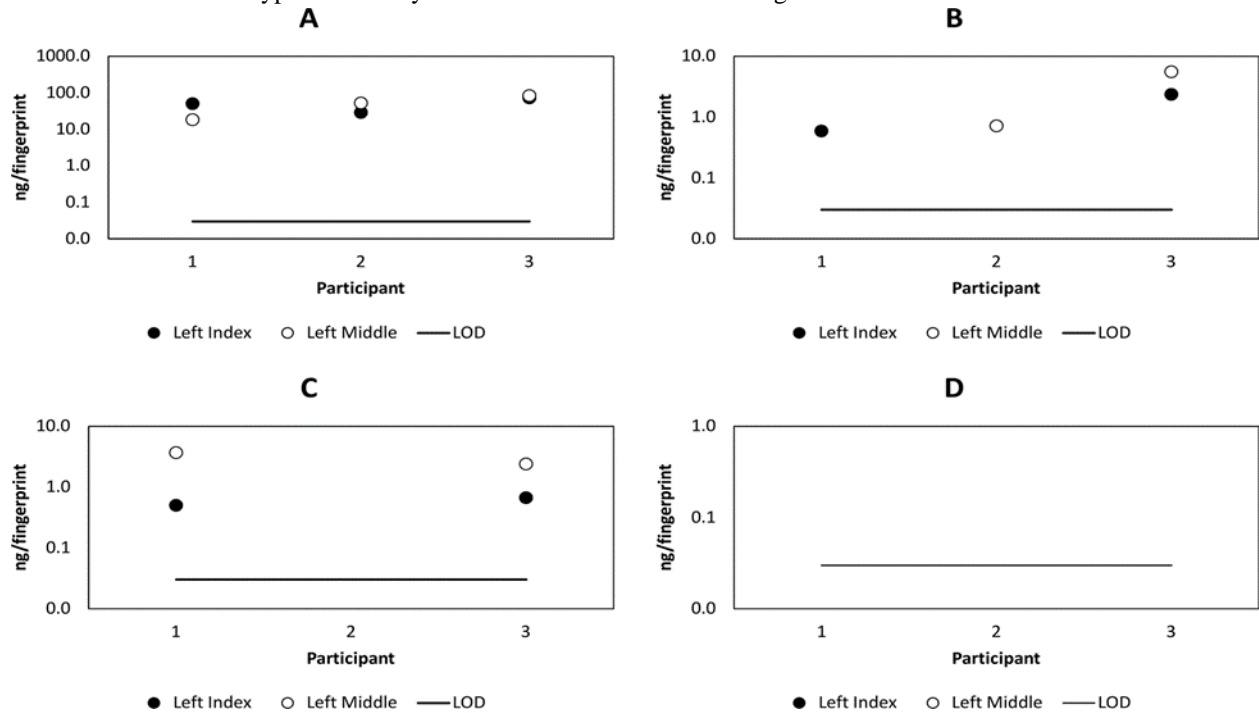 A
1000.0
100.0
10.0
1.0
0.1
0.0
ng/fingerprint
1 2 3
Participant
Left Index Left Middle LOD
B
10.0
1.0
0.1
0.0
ng/fingerprint
1 2 3
Participant
Left Index Left Middle LOD
C
10.0
1.0
0.1
0.0
ng/fingerprint
1 2 3
Participant
Left Index Left Middle LOD
D
1.0
0.1
0.0
ng/fingerprint
1 2 3
Participant
Left Index Left Middle LOD